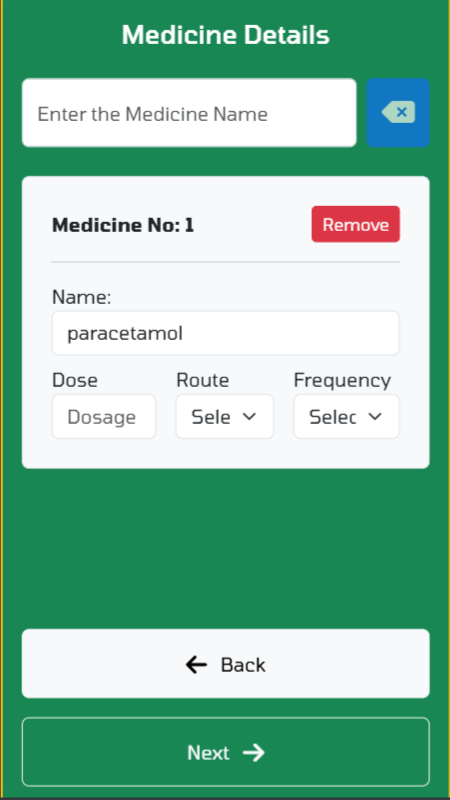 Medicine Details
Enter the Medicine Name
Medicine No: 1
Remove
Name:
paracetamol
Dose Route Frequency
Dosage Sele Selec
Back
Next